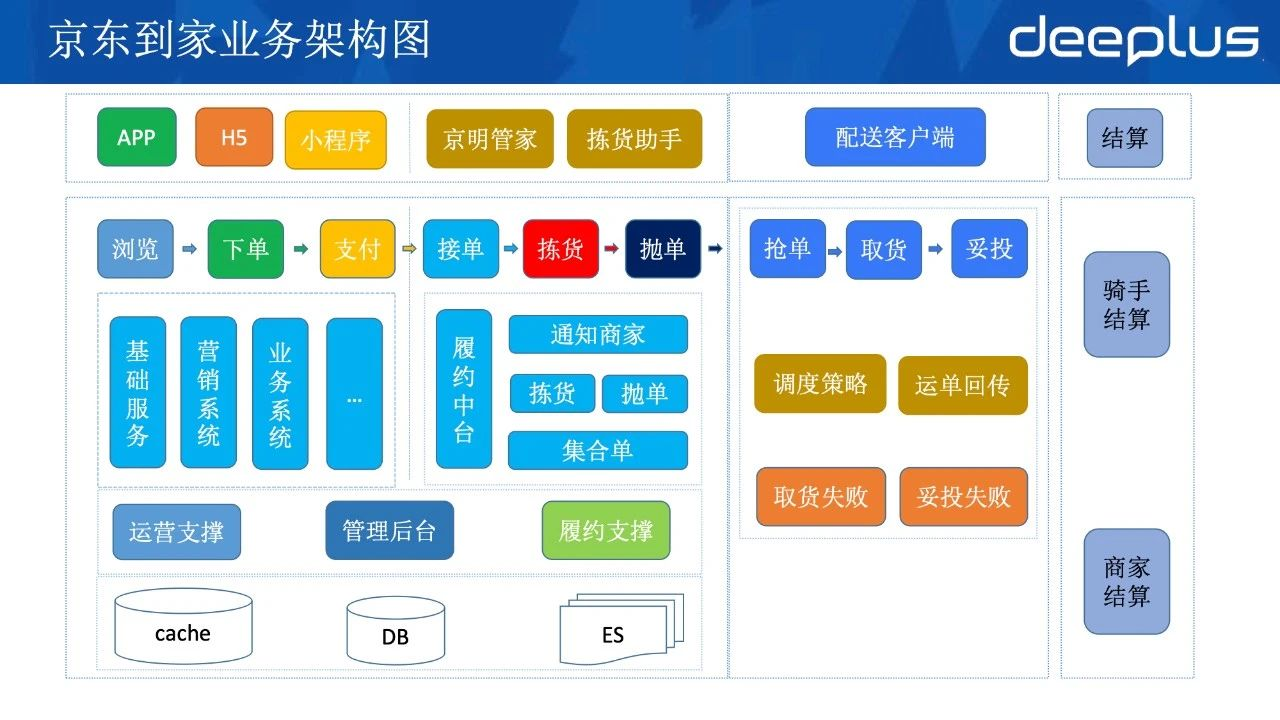 京东到家业务架构图
deeplus
APP
H5
小程序
京明管家
拣货助手
配送客户端
结算
浏览
下单
支付
接单
拣货
抛单
抢单
取货
妥投
基础服务
营销系统
业务系统
...
履约中台
通知商家
拣货
抛单
集合单
调度策略
运单回传
取货失败
妥投失败
骑手
结算
商家
结算
运营支撑
管理后台
履约支撑
cache
DB
ES